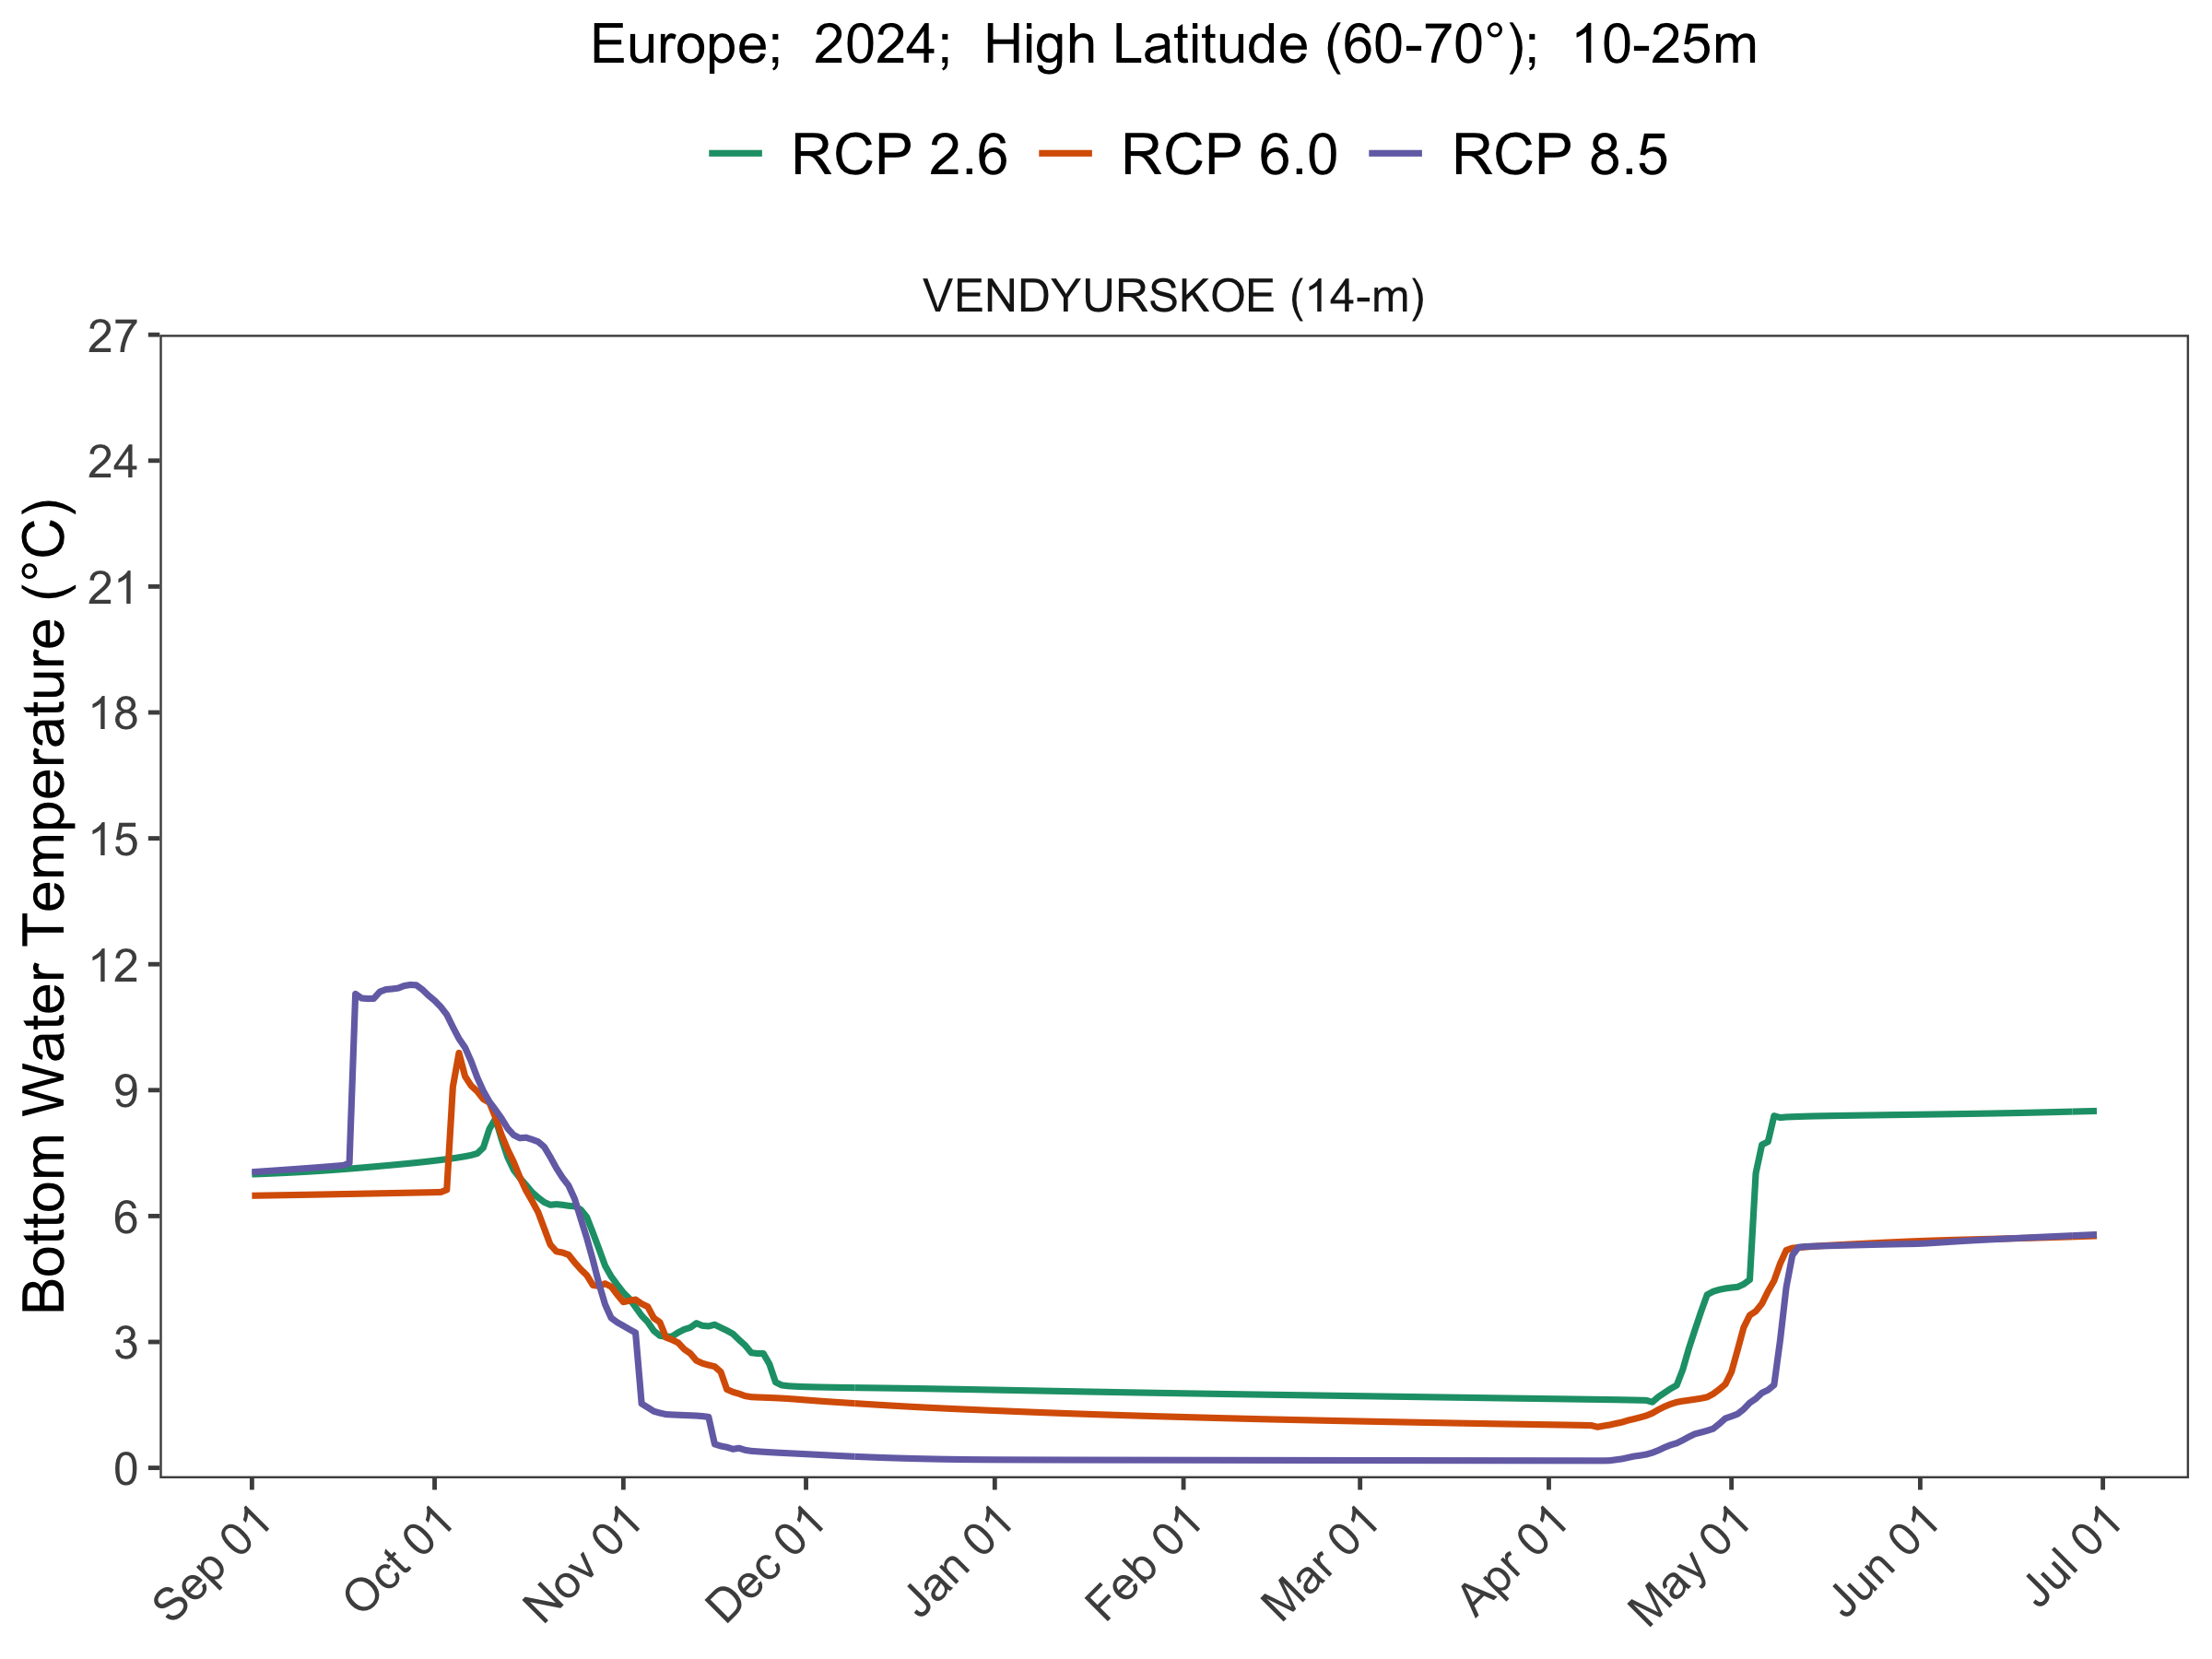 Europe;  2024;  High Latitude (60-70°);  10-25m
RCP 2.6 RCP 6.0 RCP 8.5
VENDYURSKOE (14-m)
Bottom Water Temperature (°C)
27
24
21
18
15
12
9
6
3
0
Sep 01 Oct 01 Nov 01 Dec 01 Jan 01 Feb 01 Mar 01 Apr 01 May 01 Jun 01 Jul 01